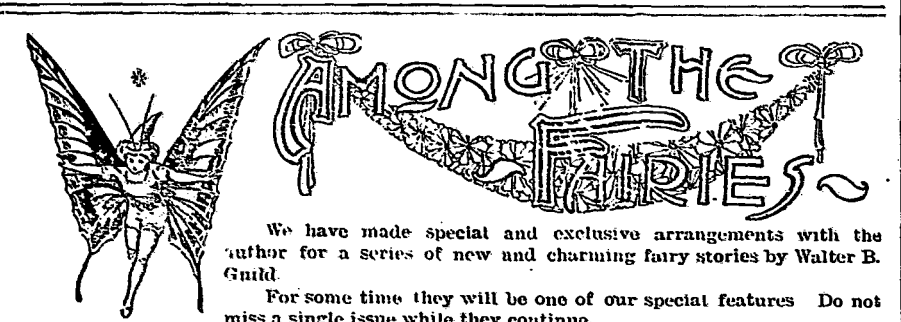 AMONG THE
FAIRIES
We have made special and exclusive arrangements with the
author for a series of new and charming fairy stories by Walter B.
Guild.
For some time they will be one of our special features Do not
miss a single issue while they continue